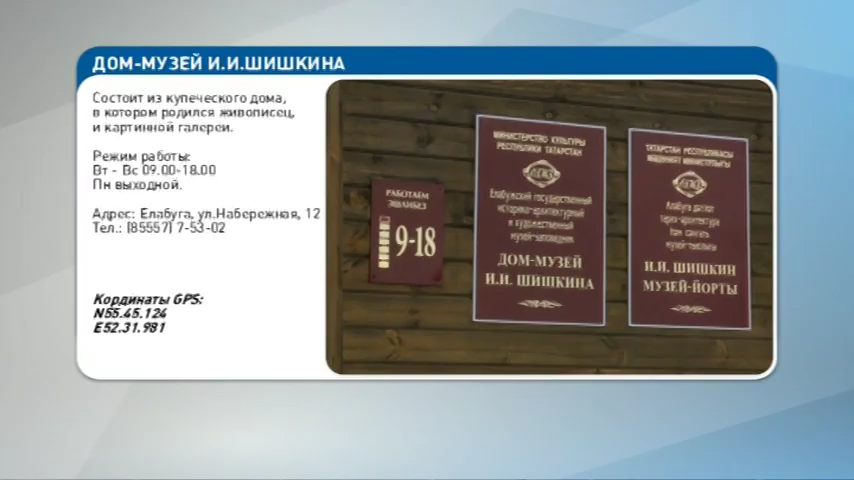 ДОМ-МУЗЕЙ И.И.ШИШКИНА
Состоит из купеческого дома,
в котором родился живописец,
и картинной галереи.
Режим работы:
Вт - Вс 09.00-18.00
Пн выходной.
Адрес: Елабуга, ул.Набережная, 12
Тел.: (85557) 7-53-02
Кординаты GPS:
N55.45.124
E52.31.981
РАБОТАЕМ
ЭШЛИБЕЗ
9-18
МИНИСТЕРСТВО КУЛЬТУРЫ
РЕСПУБЛИКИ ТАТАРСТАН
Елабужский государственный
историко-архитектурный
и художественный
музей-заповедник
ДОМ-МУЗЕЙ
И.И. ШИШКИНА
ТАТАРСТАН РЕСПУБЛИКАСЫ
МӘДӘНИЯТ МИНИСТРЛЫГЫ
Алабуга дәүләт
И.И. ШИШКИН
МУЗЕЙ-ЙОРТЫ